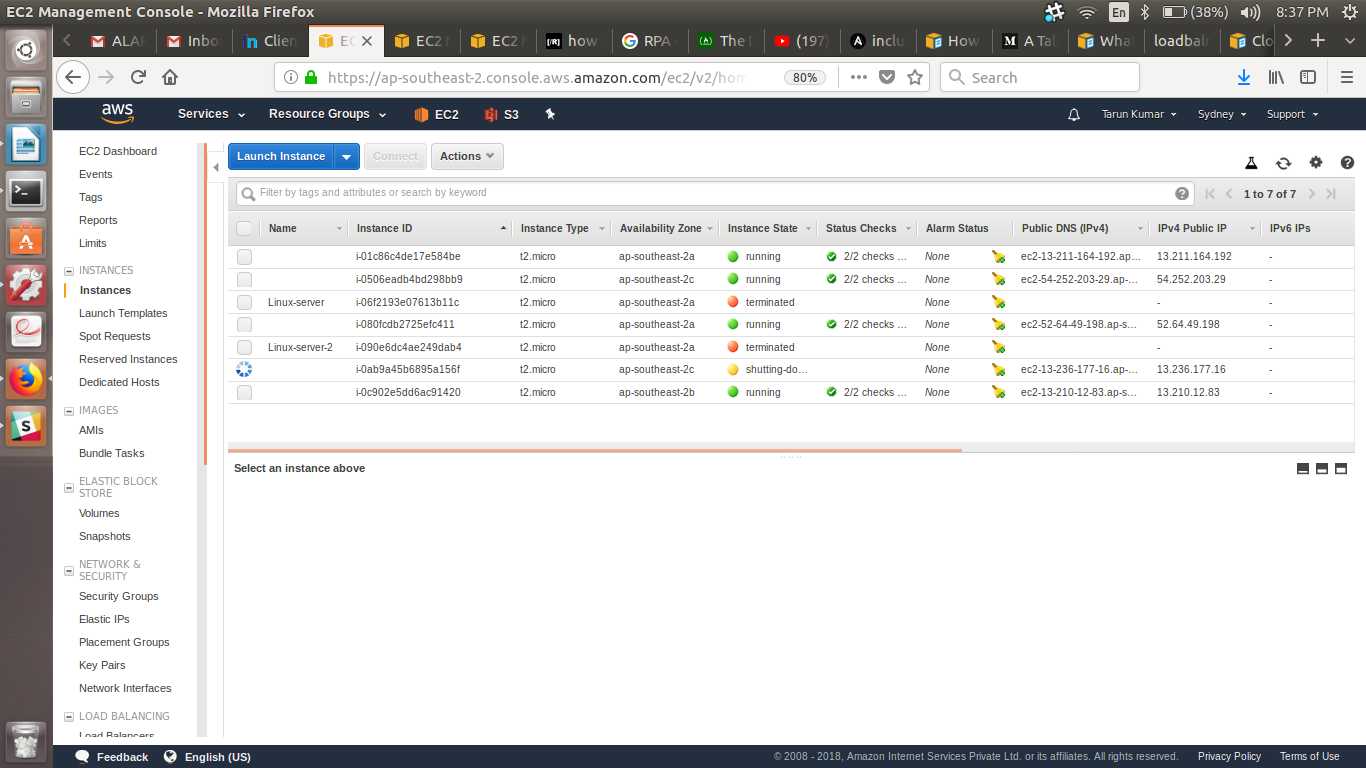 EC2 Management Console - Mozilla Firefox
En
(38%)
8:37 PM
ALAF
Inbo
in Clien
EC
EC2 M
EC2 M
[R] how
G RPA -
The D
(197)
A inclu
How
M A Tal
Wha
loadbaln
Clo
https://ap-southeast-2.console.aws.amazon.com/ec2/v2/hom
80%
Search
aws
Services
Resource Groups
EC2
S3
Tarun Kumar
Sydney
Support
EC2 Dashboard
Events
Tags
Reports
Limits
INSTANCES
Instances
Launch Templates
Spot Requests
Reserved Instances
Dedicated Hosts
IMAGES
AMIs
Bundle Tasks
ELASTIC BLOCK
STORE
Volumes
Snapshots
NETWORK &
SECURITY
Security Groups
Elastic IPs
Placement Groups
Key Pairs
Network Interfaces
LOAD BALANCING
Load Balancers
Launch Instance
Connect
Actions
Filter by tags and attributes or search by keyword
1 to 7 of 7
Name Instance ID Instance Type Availability Zone Instance State Status Checks Alarm Status Public DNS (IPv4) IPv4 Public IP IPv6 IPs
i-01c86c4de17e584be t2.micro ap-southeast-2a running 2/2 checks ... None ec2-13-211-164-192.ap... 13.211.164.192 -
i-0506eadb4bd298bb9 t2.micro ap-southeast-2c running 2/2 checks ... None ec2-54-252-203-29.ap-... 54.252.203.29 -
Linux-server i-06f2193e07613b11c t2.micro ap-southeast-2a terminated None - -
i-080fcdb2725efc411 t2.micro ap-southeast-2a running 2/2 checks ... None ec2-52-64-49-198.ap-s... 52.64.49.198 -
Linux-server-2 i-090e6dc4ae249dab4 t2.micro ap-southeast-2a terminated None - -
i-0ab9a45b6895a156f t2.micro ap-southeast-2c shutting-do... None ec2-13-236-177-16.ap-... 13.236.177.16 -
i-0c902e5dd6ac91420 t2.micro ap-southeast-2b running 2/2 checks ... None ec2-13-210-12-83.ap-s... 13.210.12.83 -
Select an instance above
Feedback
English (US)
© 2008 - 2018, Amazon Internet Services Private Ltd. or its affiliates. All rights reserved.
Privacy Policy
Terms of Use